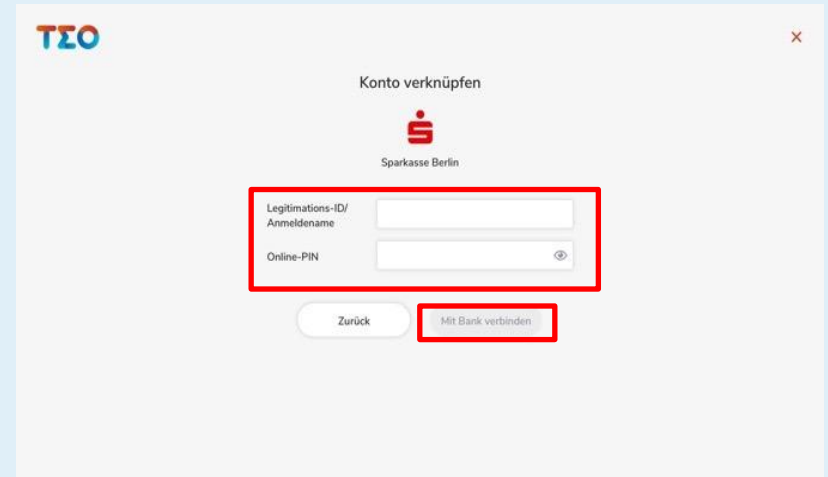 TΣO
Konto verknüpfen
Sparkasse Berlin
Legitimations-ID/
Anmeldename
Online-PIN
Zurück
Mit Bank verbinden